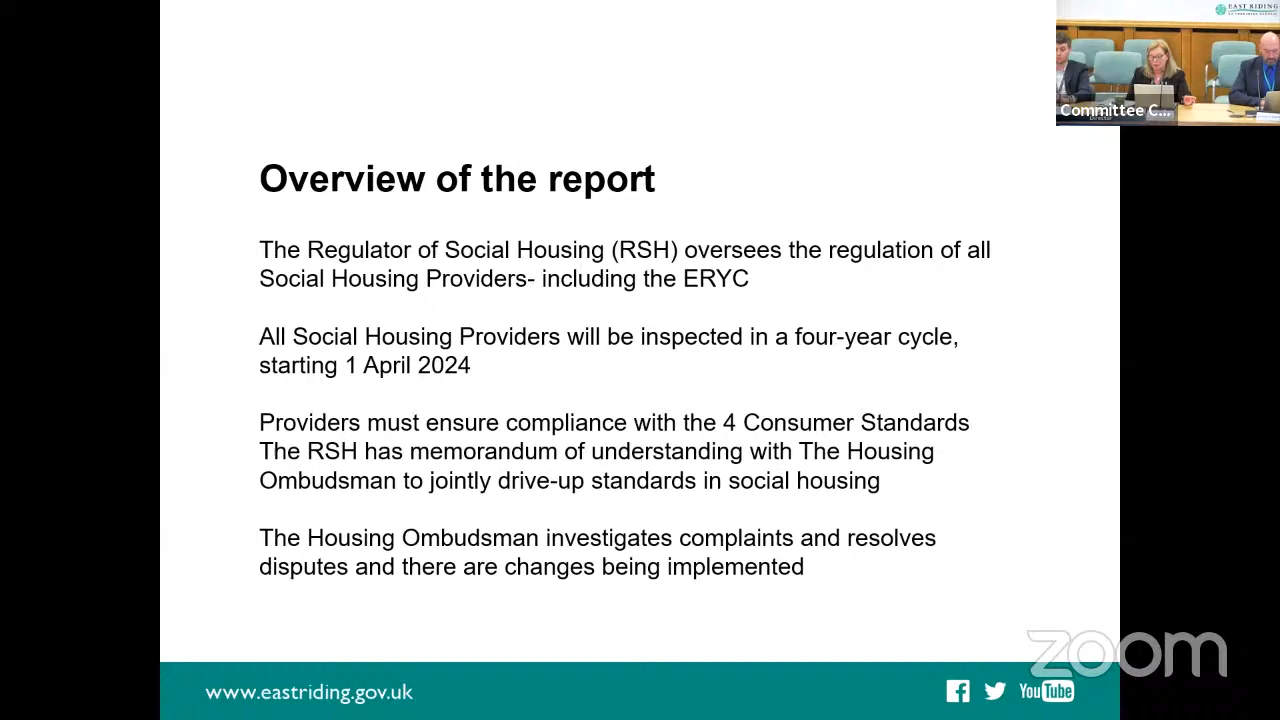 EAST RIDING
Committee C...
Overview of the report
The Regulator of Social Housing (RSH) oversees the regulation of all
Social Housing Providers- including the ERYC
All Social Housing Providers will be inspected in a four-year cycle,
starting 1 April 2024
Providers must ensure compliance with the 4 Consumer Standards
The RSH has memorandum of understanding with The Housing
Ombudsman to jointly drive-up standards in social housing
The Housing Ombudsman investigates complaints and resolves
disputes and there are changes being implemented
zoom
www.eastriding.gov.uk
YouTube